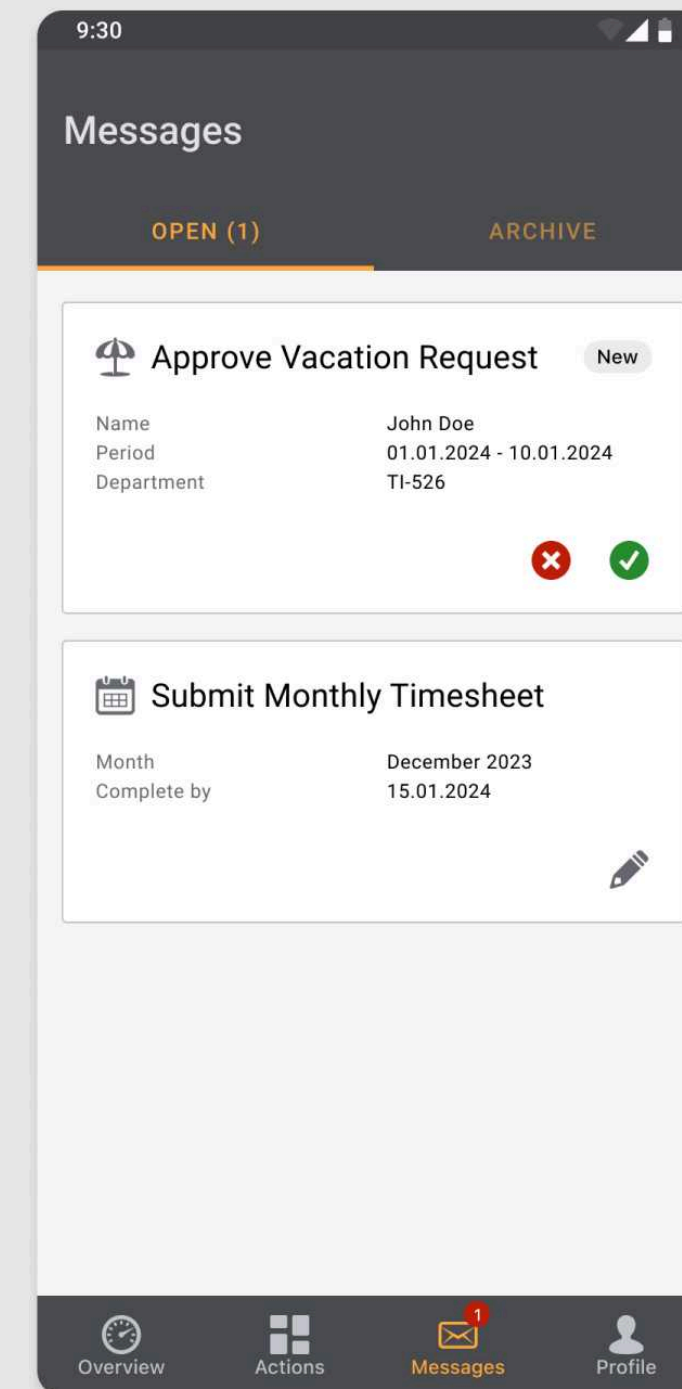 9:30
Messages
OPEN (1)
ARCHIVE
Approve Vacation Request
New
Name
John Doe
Period
01.01.2024 - 10.01.2024
Department
TI-526
Submit Monthly Timesheet
Month
December 2023
Complete by
15.01.2024
1
Overview
Actions
Messages
Profile